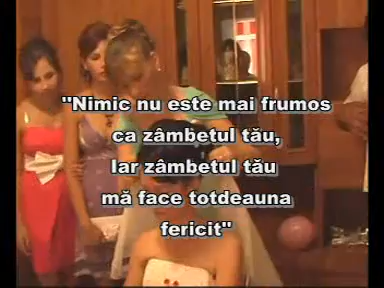 "Nimic nu este mai frumos
ca zâmbetul tău,
Iar zâmbetul tău
mă face totdeauna
fericit"